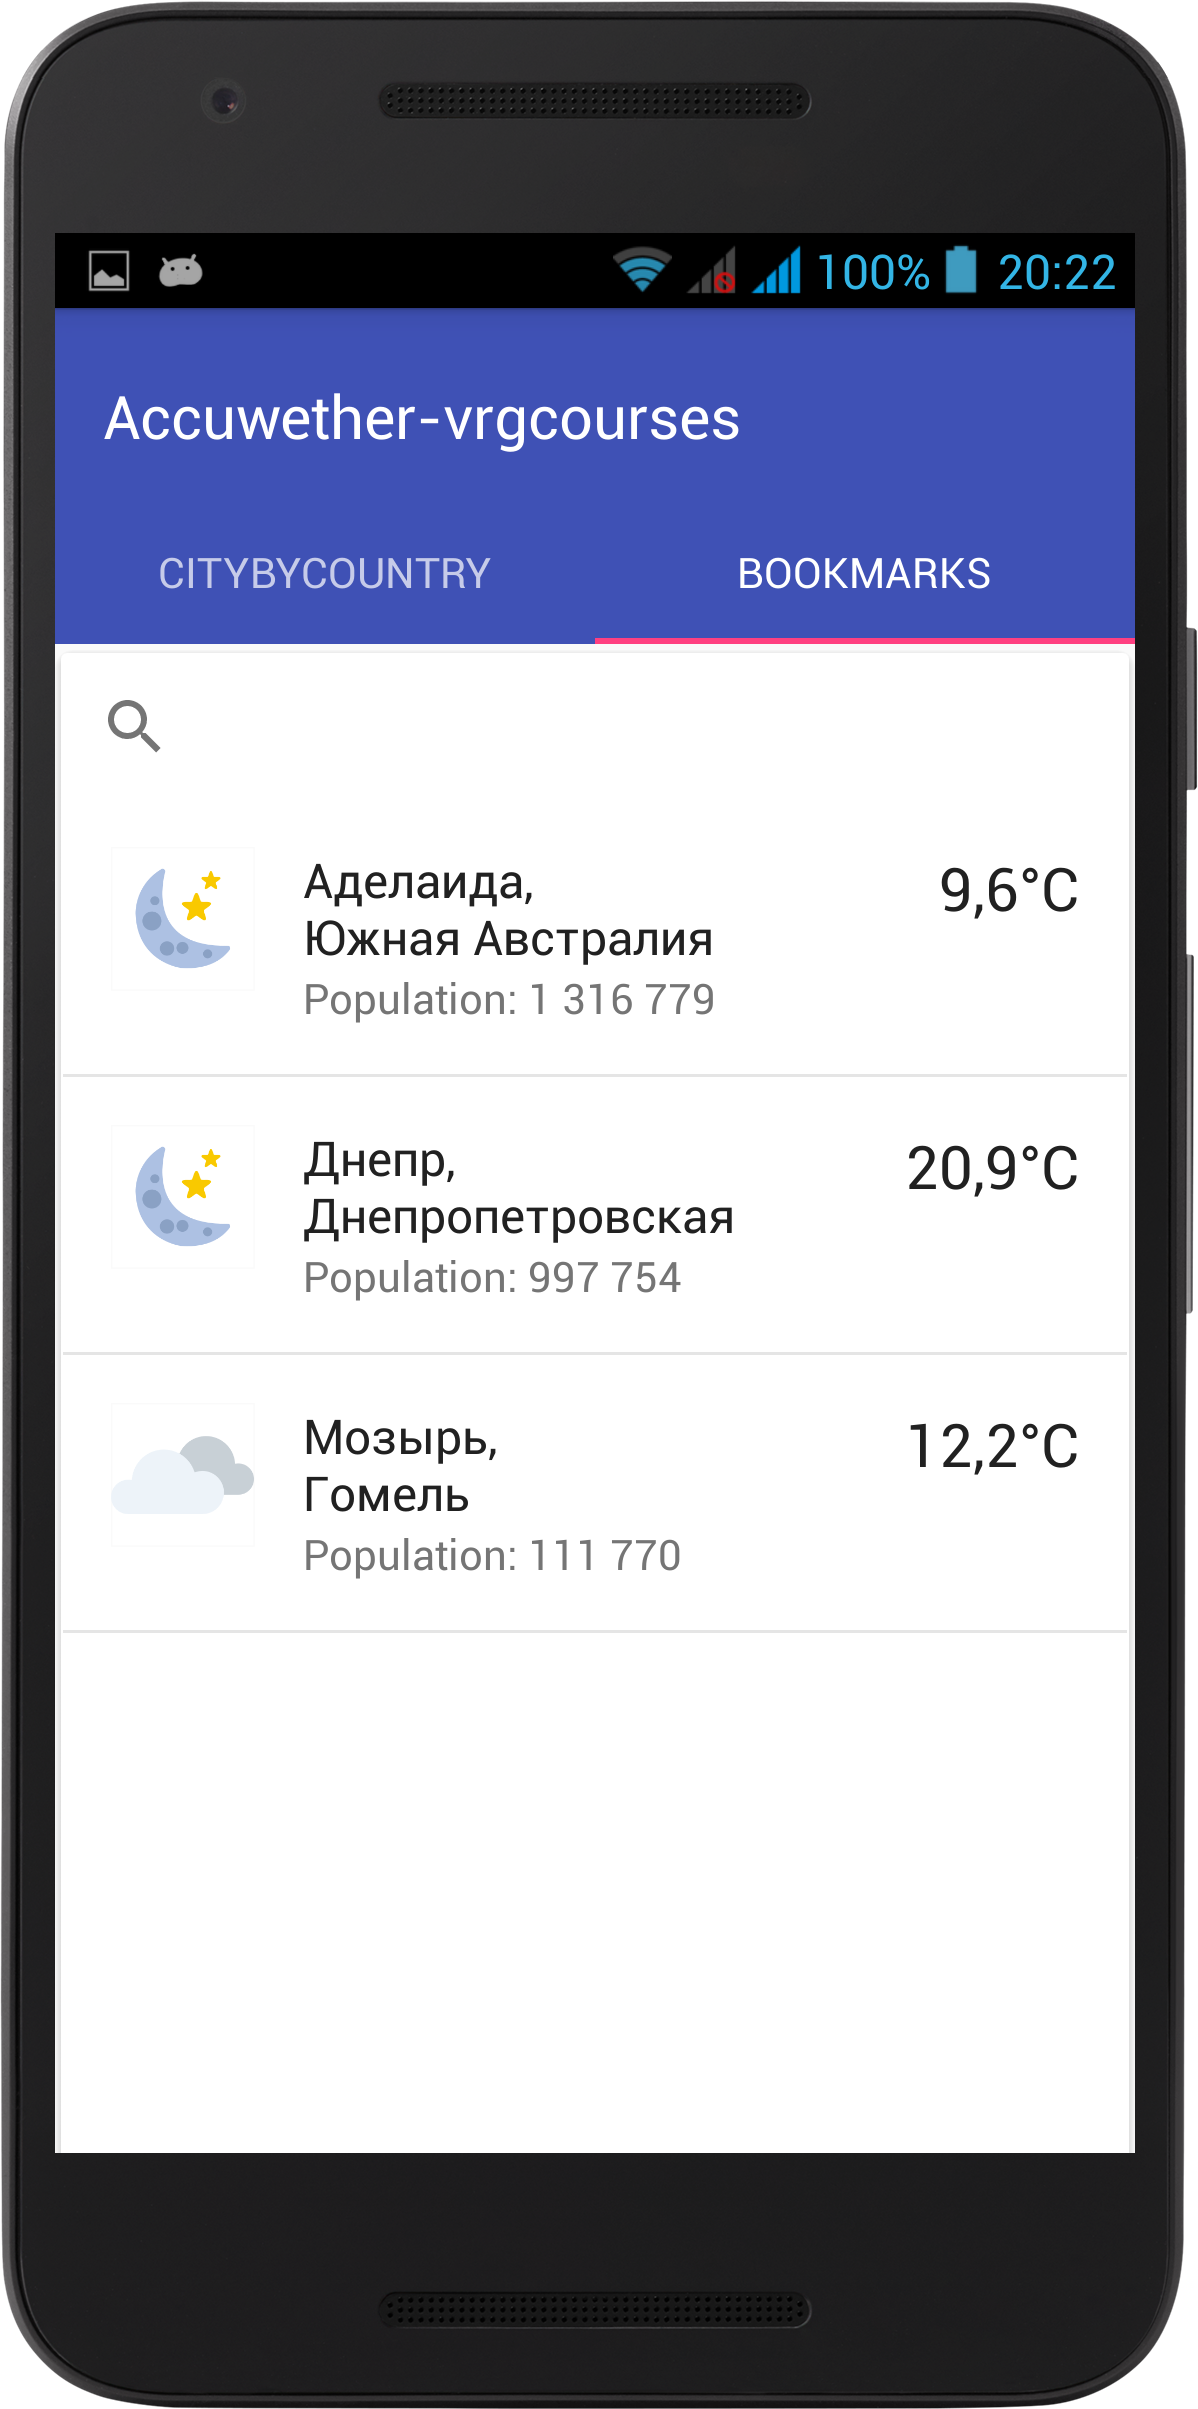 100% 20:22
Accuwether-vrgcourses
CITYBYCOUNTRY BOOKMARKS
Аделаида, 9,6°C
Южная Австралия
Population: 1 316 779
Днепр, 20,9°C
Днепропетровская
Population: 997 754
Мозырь, 12,2°C
Гомель
Population: 111 770